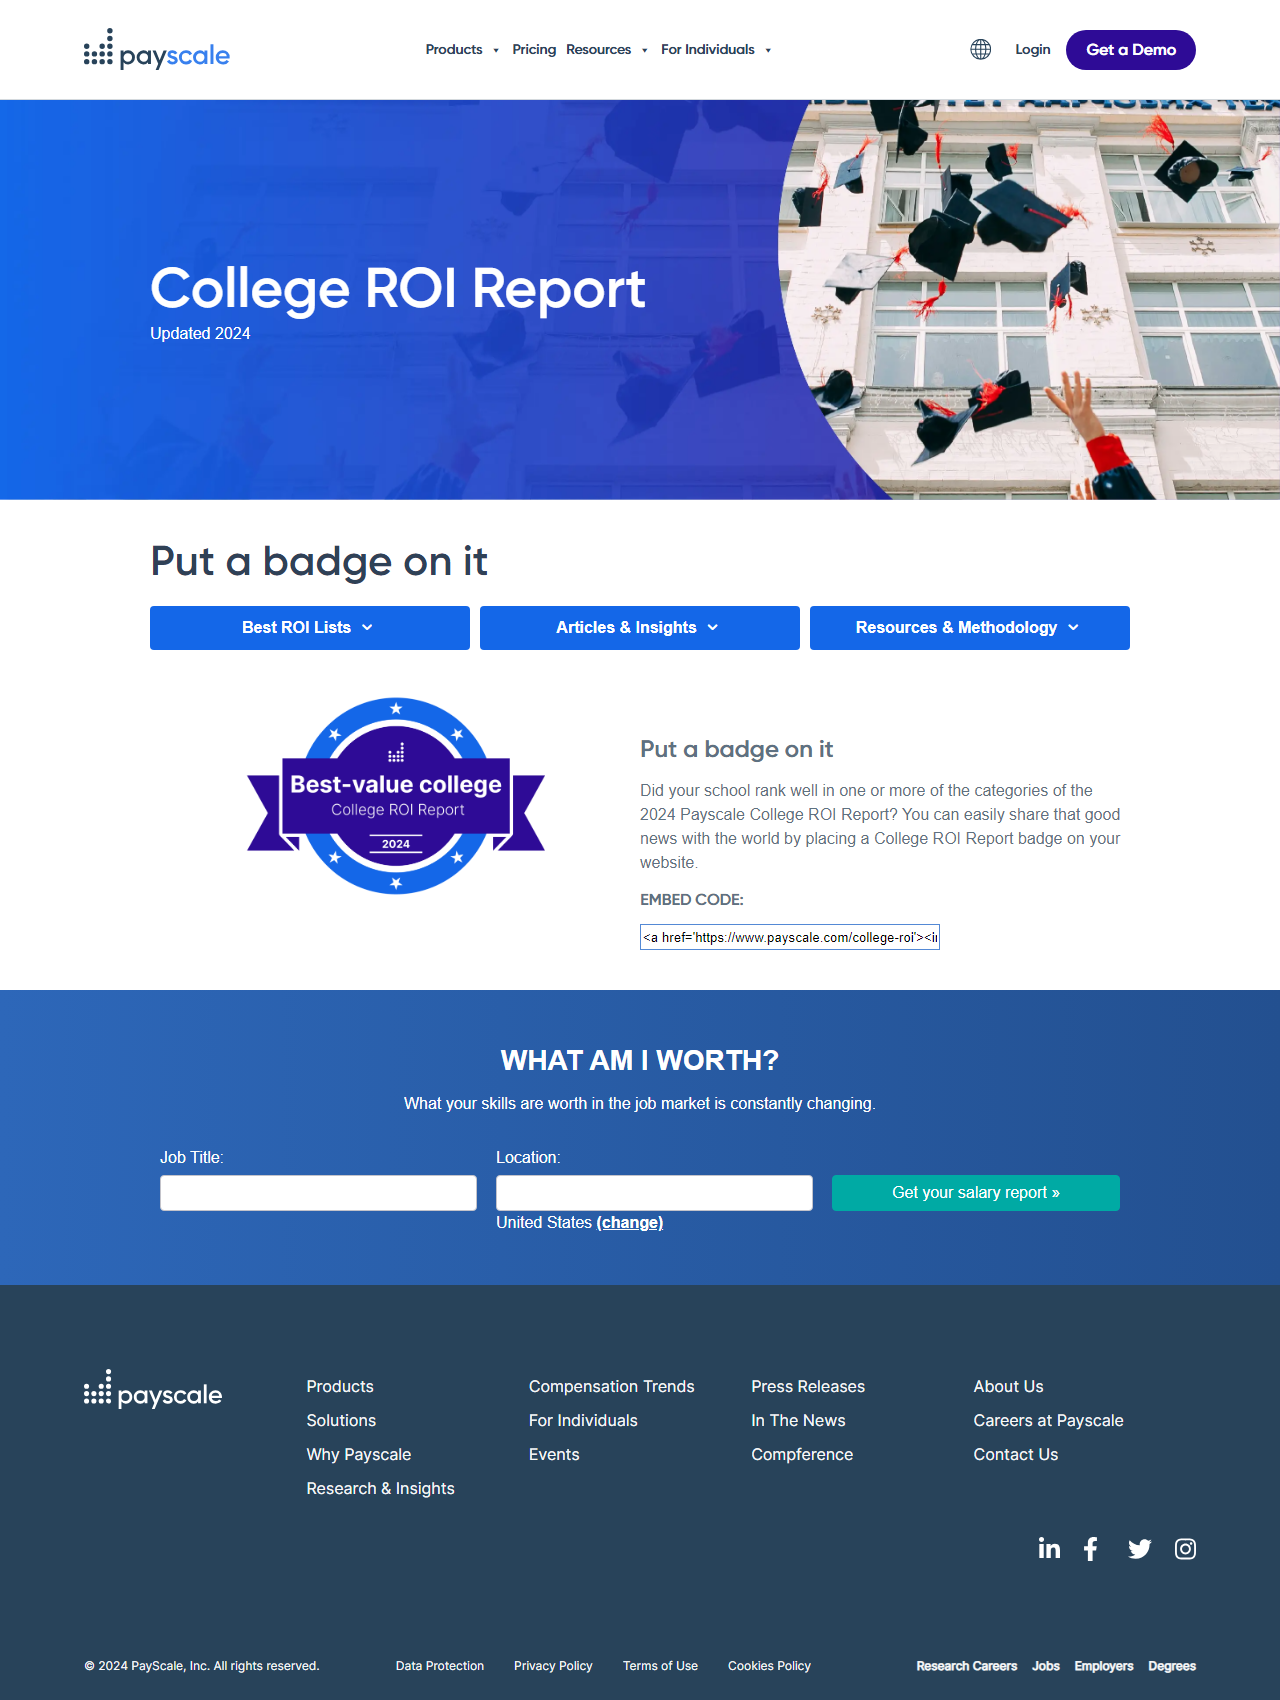 payscale
Products
Pricing
Resources
For Individuals
Login
Get a Demo
College ROI Report
Updated 2024
Put a badge on it
Best ROI Lists
Articles & Insights
Resources & Methodology
Best-value college
College ROI Report
2024
Put a badge on it
Did your school rank well in one or more of the categories of the
2024 Payscale College ROI Report? You can easily share that good
news with the world by placing a College ROI Report badge on your
website.
EMBED CODE:
<a href='https://www.payscale.com/college-roi'><i
WHAT AM I WORTH?
What your skills are worth in the job market is constantly changing.
Job Title:
Location:
Get your salary report »
United States (change)
payscale
Products
Solutions
Why Payscale
Research & Insights
Compensation Trends
For Individuals
Events
Press Releases
In The News
Compference
About Us
Careers at Payscale
Contact Us
© 2024 PayScale, Inc. All rights reserved.
Data Protection
Privacy Policy
Terms of Use
Cookies Policy
Research Careers
Jobs
Employers
Degrees